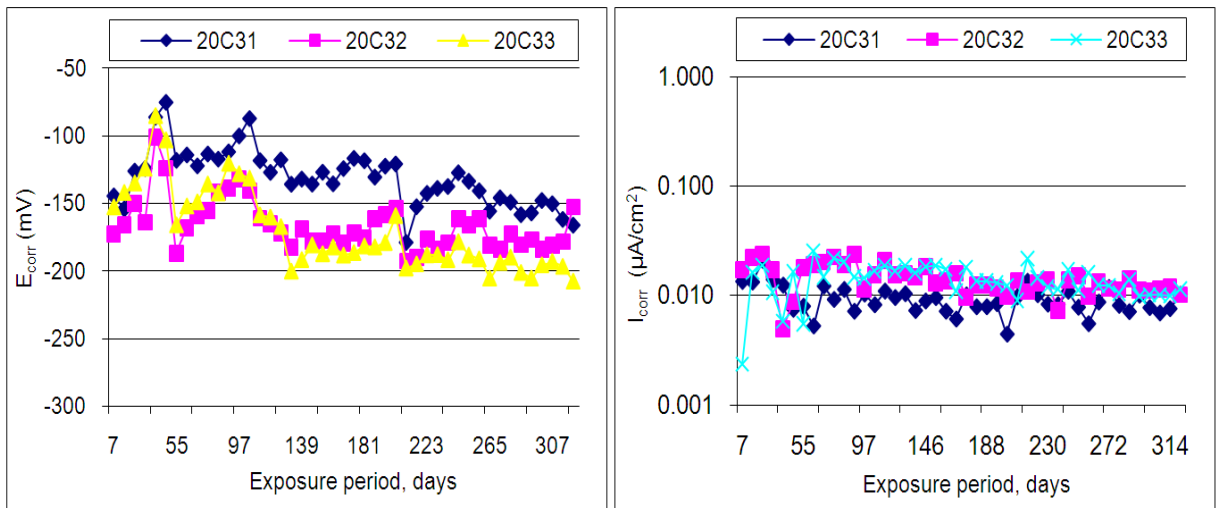 20C31 20C32 20C33
-50
-100
-150
-200
-250
-300
E_corr (mV)
7 55 97 139 181 223 265 307
Exposure period, days
20C31 20C32 20C33
1.000
0.100
0.010
0.001
I_corr (µA/cm²)
7 55 97 146 188 230 272 314
Exposure period, days